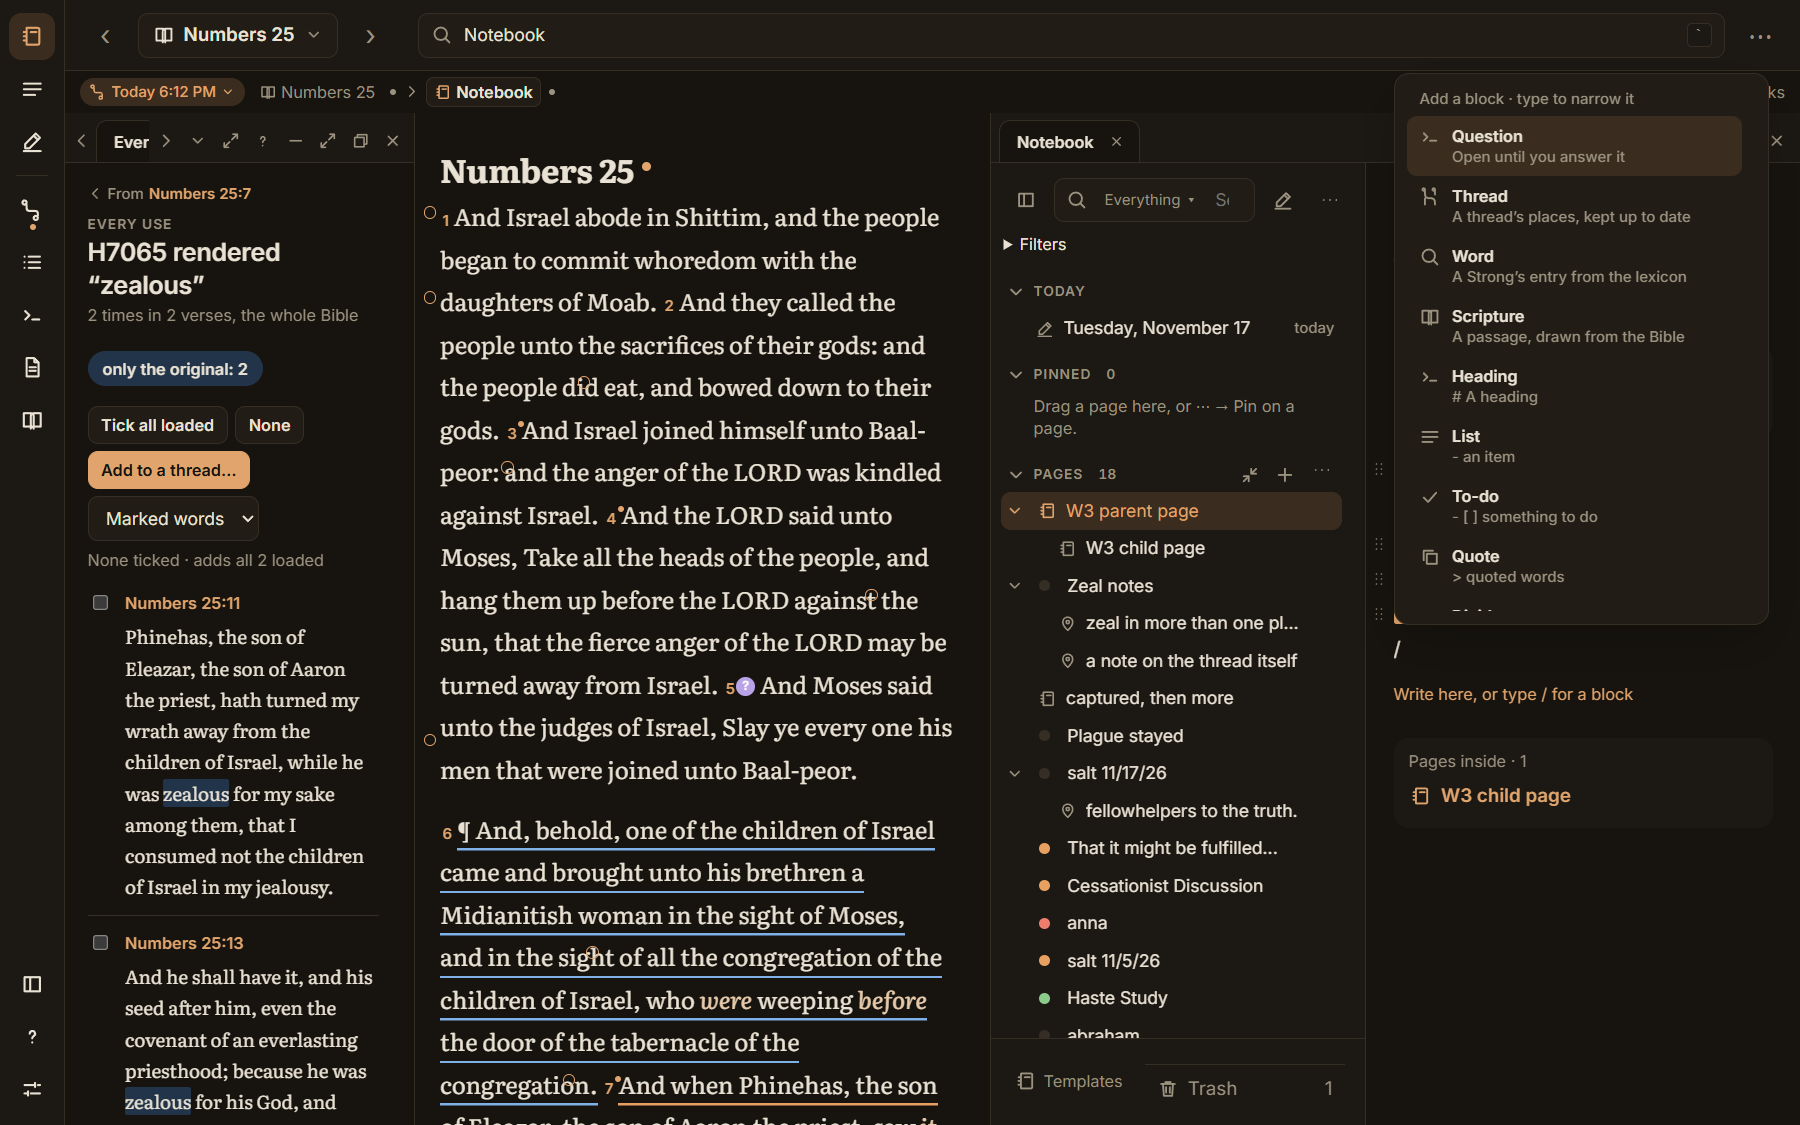 Numbers 25
Notebook
`
Today 6:12 PM
Numbers 25
Notebook
ks
Ever
?
From Numbers 25:7
EVERY USE
H7065 rendered
“zealous”
2 times in 2 verses, the whole Bible
only the original: 2
Tick all loaded
None
Add to a thread…
Marked words
None ticked · adds all 2 loaded
Numbers 25:11
Phinehas, the son of
Eleazar, the son of Aaron
the priest, hath turned my
wrath away from the
children of Israel, while he
was zealous for my sake
among them, that I
consumed not the children
of Israel in my jealousy.
Numbers 25:13
And he shall have it, and his
seed after him, even the
covenant of an everlasting
priesthood; because he was
zealous for his God, and
?
Numbers 25
1 And Israel abode in Shittim, and the people
began to commit whoredom with the
daughters of Moab. 2 And they called the
people unto the sacrifices of their gods: and
the people did eat, and bowed down to their
gods. 3 And Israel joined himself unto Baal-
peor: and the anger of the LORD was kindled
against Israel. 4 And the LORD said unto
Moses, Take all the heads of the people, and
hang them up before the LORD against the
sun, that the fierce anger of the LORD may be
turned away from Israel. 5 ? And Moses said
unto the judges of Israel, Slay ye every one his
men that were joined unto Baal-peor.
6 ¶ And, behold, one of the children of Israel
came and brought unto his brethren a
Midianitish woman in the sight of Moses,
and in the sight of all the congregation of the
children of Israel, who were weeping before
the door of the tabernacle of the
congregation. 7 And when Phinehas, the son
of Eleazar, the son of Aaron the priest, saw it,
Notebook
Everything
Filters
TODAY
Tuesday, November 17
today
PINNED 0
Drag a page here, or ··· → Pin on a
page.
PAGES 18
W3 parent page
W3 child page
Zeal notes
zeal in more than one pl…
a note on the thread itself
captured, then more
Plague stayed
salt 11/17/26
fellowhelpers to the truth.
That it might be fulfilled…
Cessationist Discussion
anna
salt 11/5/26
Haste Study
abraham
Templates
Trash
1
Add a block · type to narrow it
Question
Open until you answer it
Thread
A thread’s places, kept up to date
Word
A Strong’s entry from the lexicon
Scripture
A passage, drawn from the Bible
Heading
# A heading
List
- an item
To-do
- [ ] something to do
Quote
> quoted words
/
Write here, or type / for a block
Pages inside · 1
W3 child page